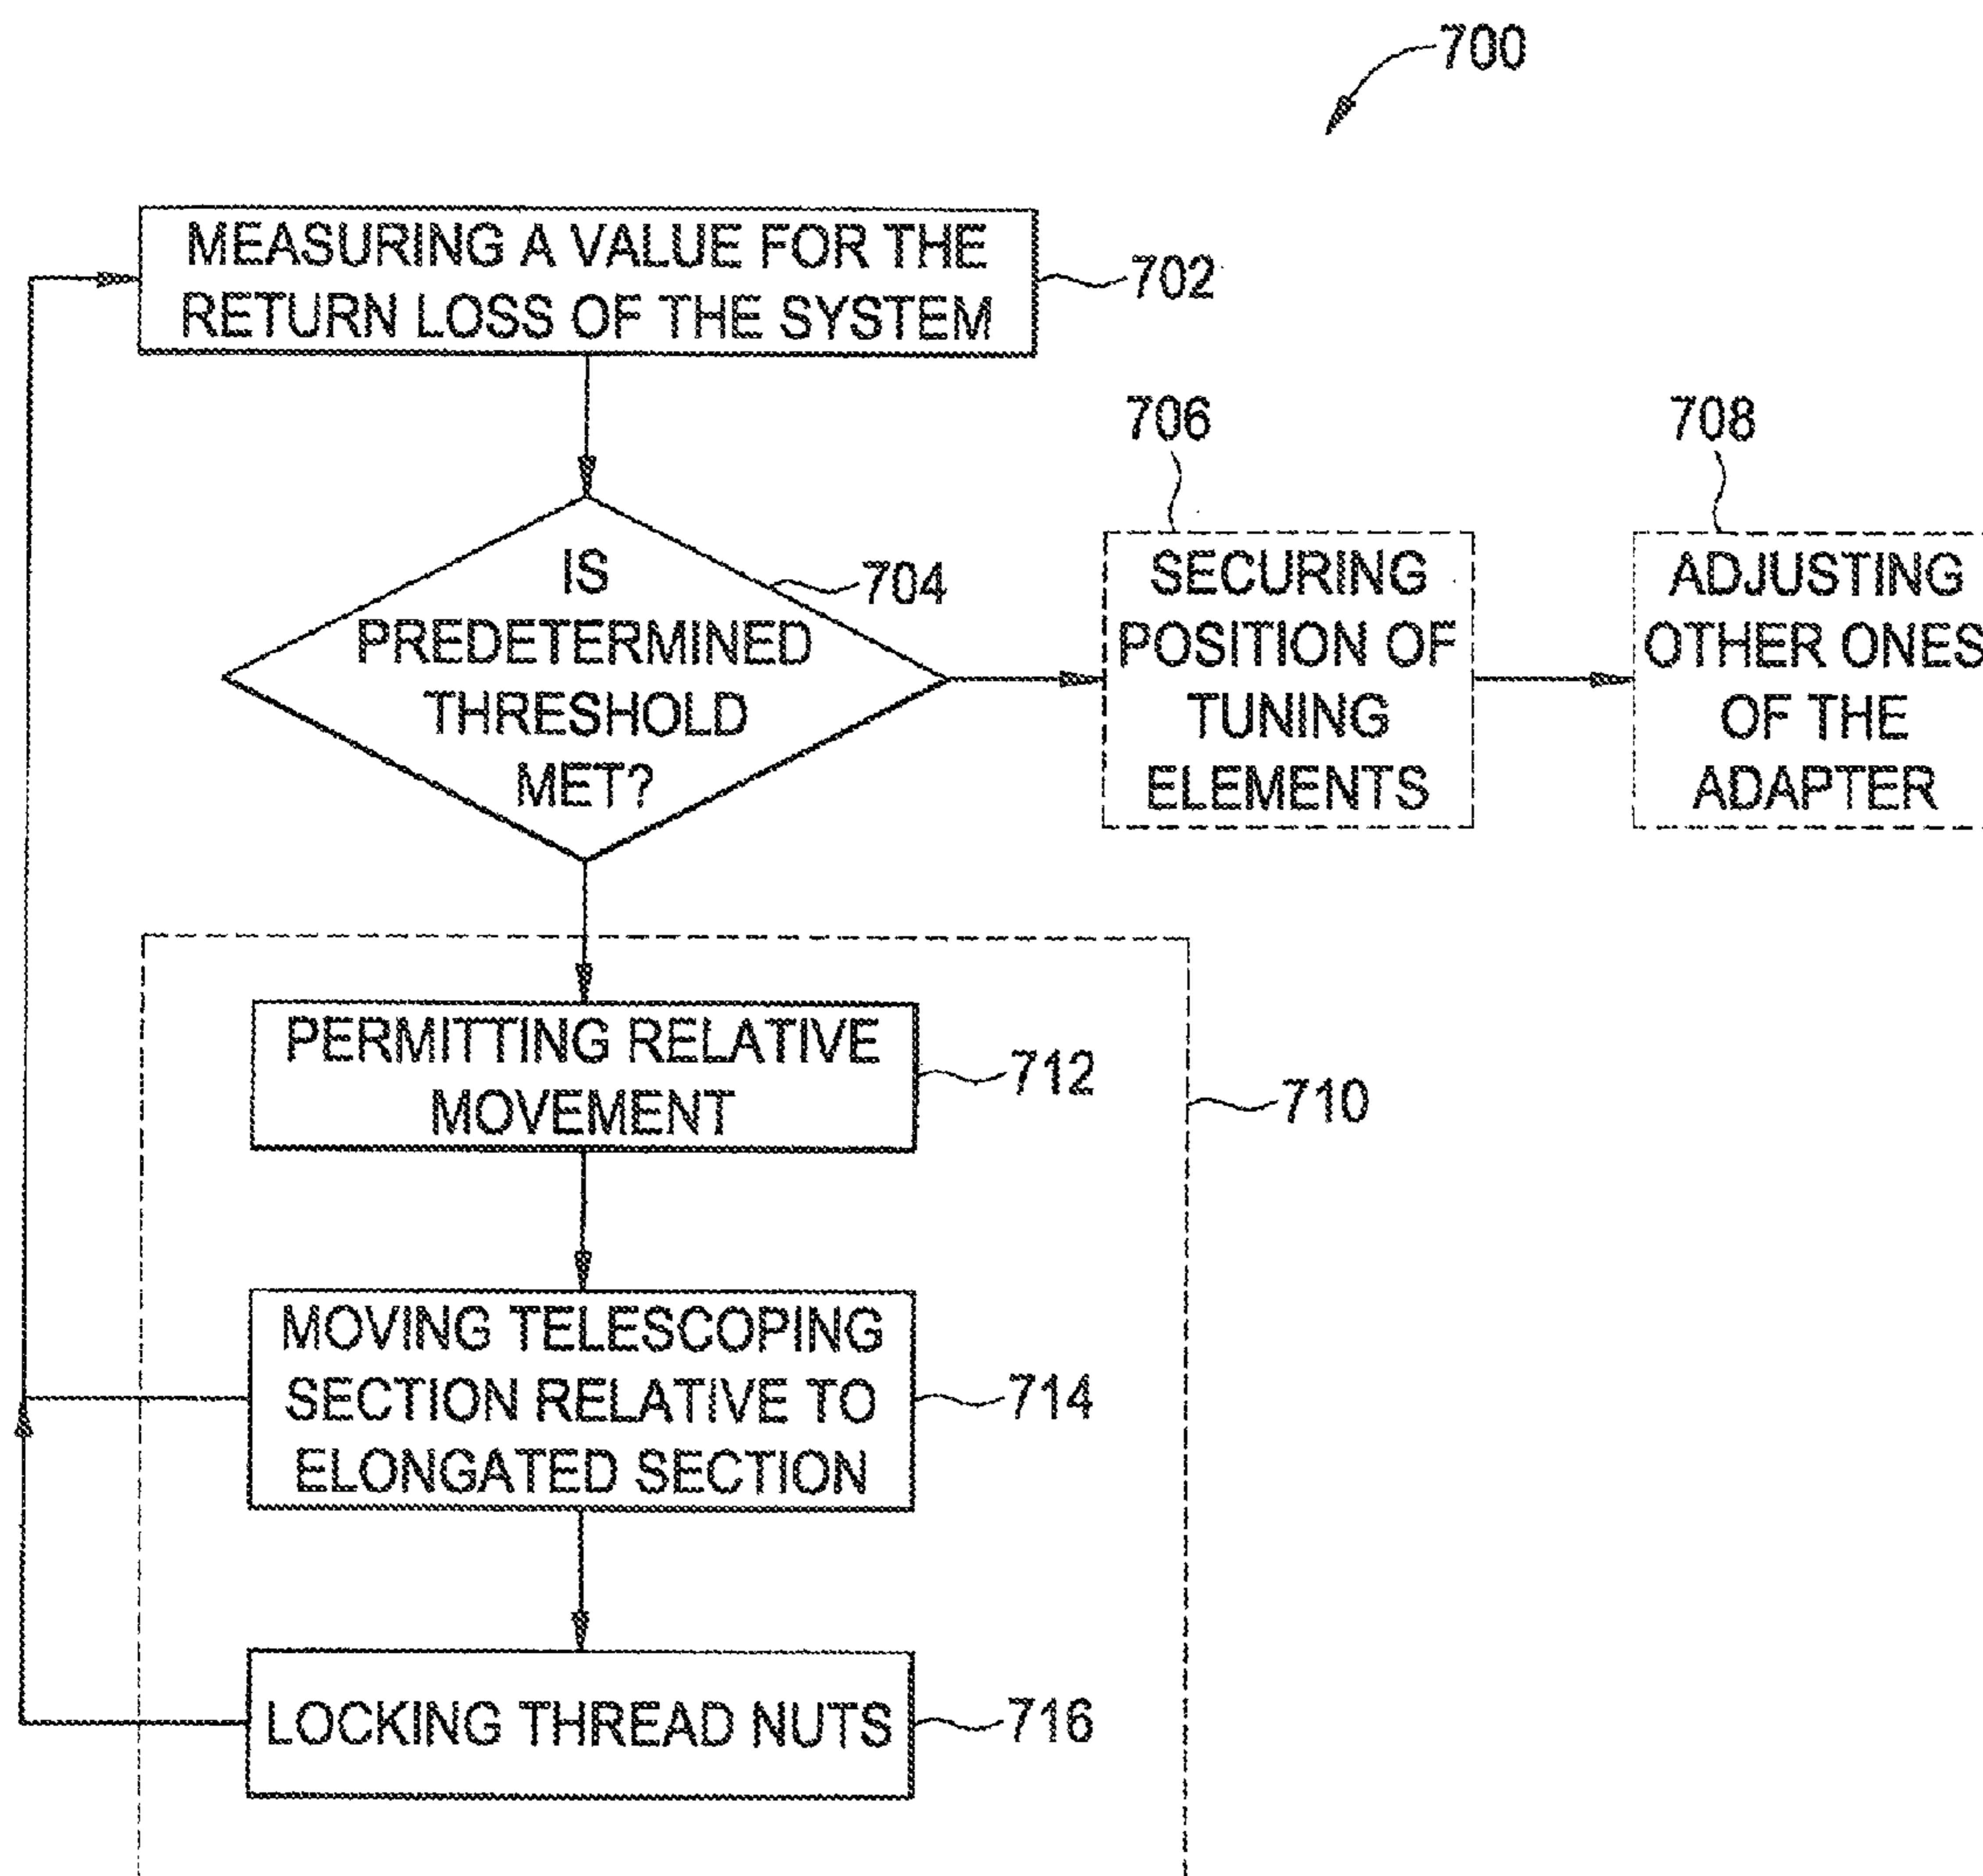 700
MEASURING A VALUE FOR THE
RETURN LOSS OF THE SYSTEM
702
IS
PREDETERMINED
THRESHOLD
MET?
704
706
SECURING
POSITION OF
TUNING
ELEMENTS
708
ADJUSTING
OTHER ONES
OF THE
ADAPTER
PERMITTING RELATIVE
MOVEMENT
712
710
MOVING TELESCOPING
SECTION RELATIVE TO
ELONGATED SECTION
714
LOCKING THREAD NUTS
716